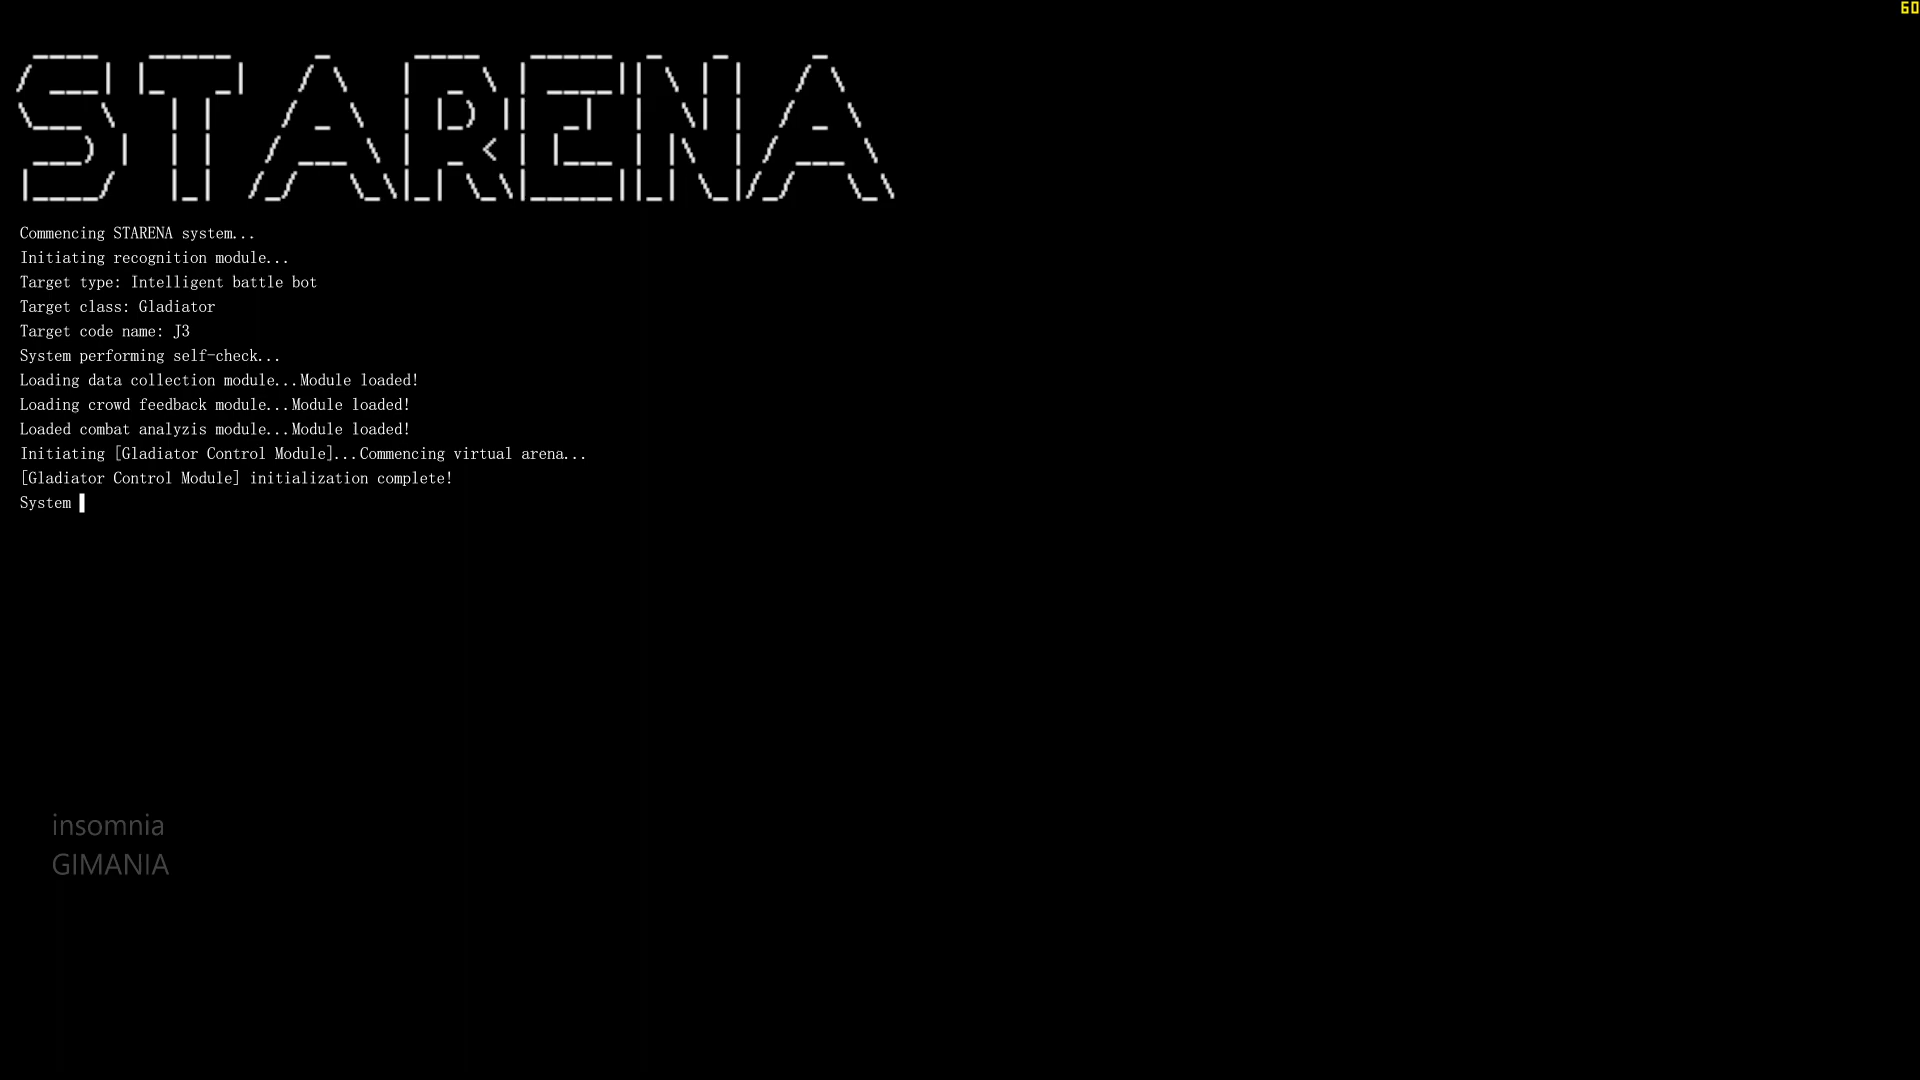 60
STARENA
Commencing STARENA system...
Initiating recognition module...
Target type: Intelligent battle bot
Target class: Gladiator
Target code name: J3
System performing self-check...
Loading data collection module...Module loaded!
Loading crowd feedback module...Module loaded!
Loaded combat analyzis module...Module loaded!
Initiating [Gladiator Control Module]...Commencing virtual arena...
[Gladiator Control Module] initialization complete!
System
insomnia
GIMANIA